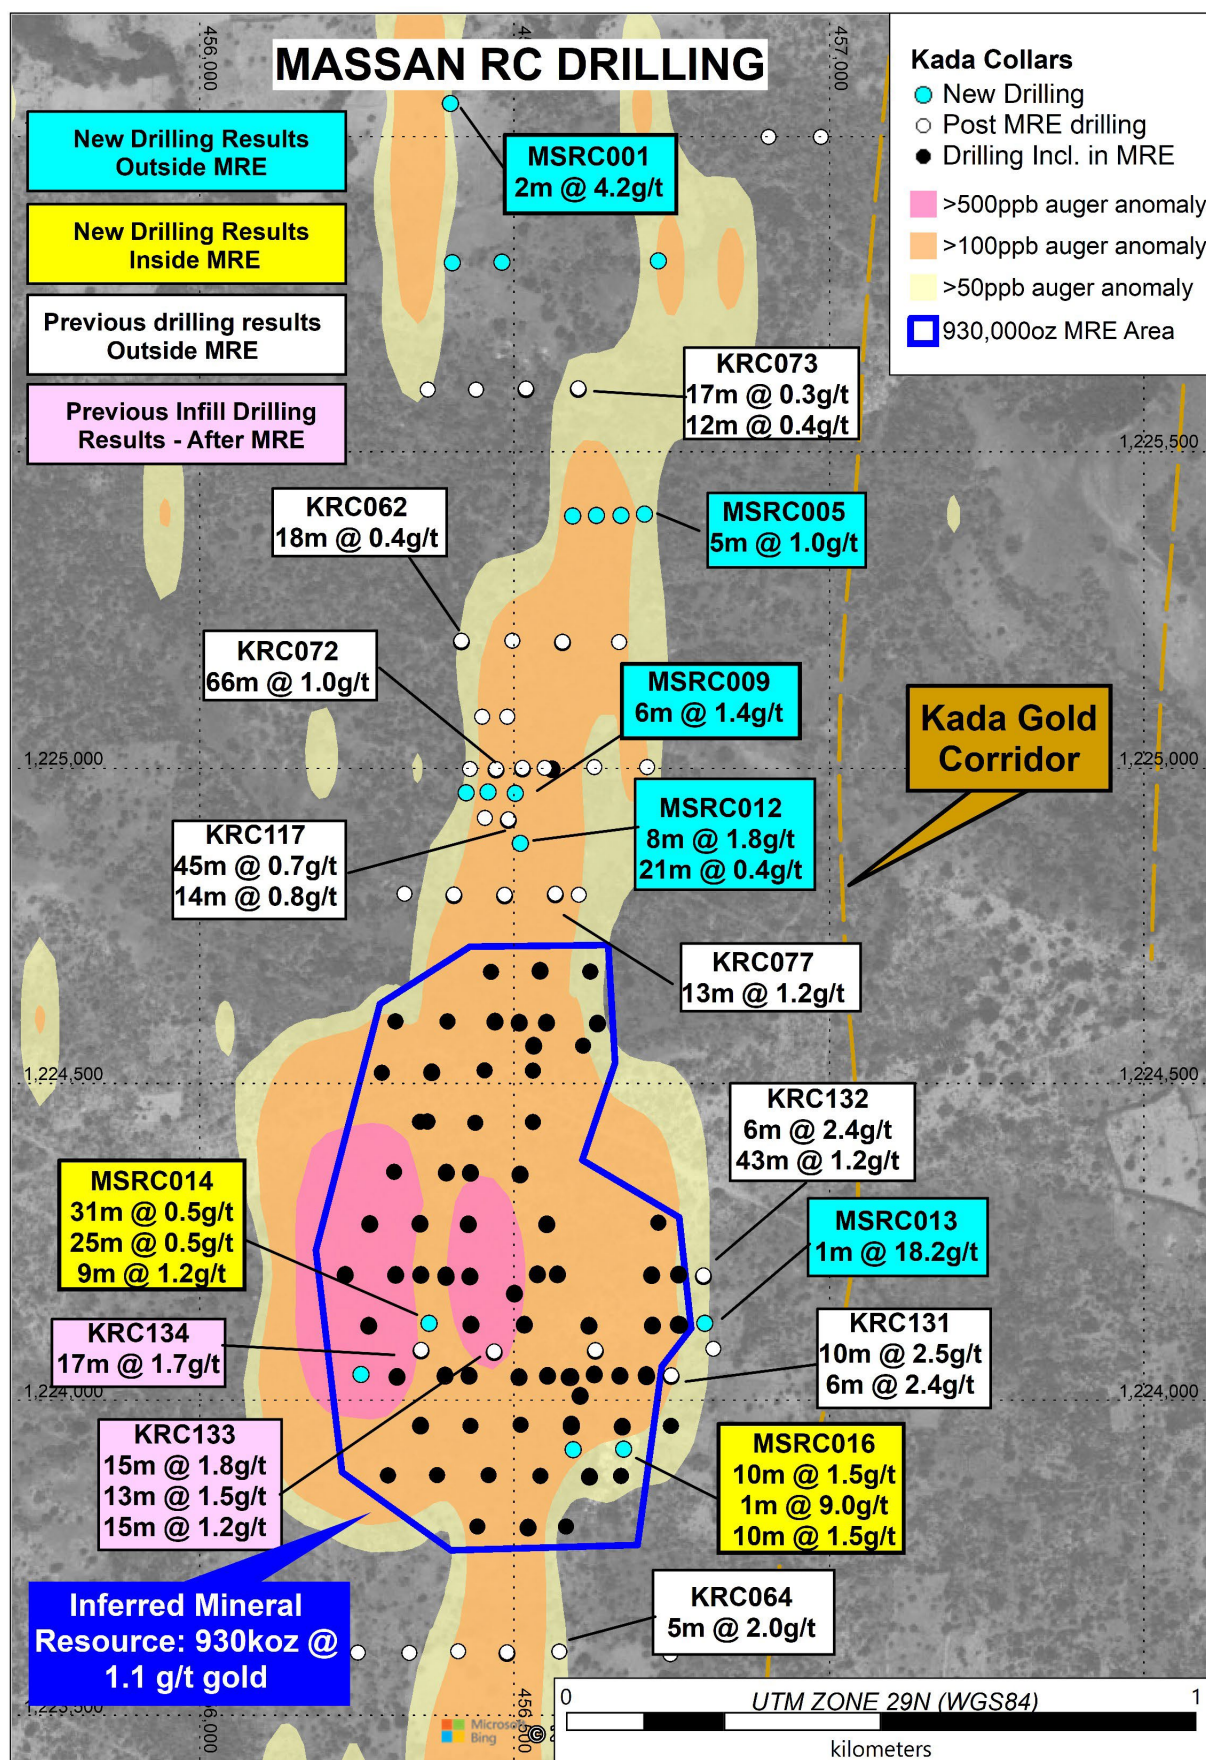 MASSAN RC DRILLING
456,000
457,000
Kada Collars
New Drilling
Post MRE drilling
Drilling Incl. in MRE
>500ppb auger anomaly
>100ppb auger anomaly
>50ppb auger anomaly
930,000oz MRE Area
New Drilling Results
Outside MRE
New Drilling Results
Inside MRE
Previous drilling results
Outside MRE
Previous Infill Drilling
Results - After MRE
MSRC001
2m @ 4.2g/t
KRC073
17m @ 0.3g/t
12m @ 0.4g/t
1,225,500
KRC062
18m @ 0.4g/t
MSRC005
5m @ 1.0g/t
KRC072
66m @ 1.0g/t
MSRC009
6m @ 1.4g/t
Kada Gold
Corridor
1,225,000
1,225,000
MSRC012
8m @ 1.8g/t
21m @ 0.4g/t
KRC117
45m @ 0.7g/t
14m @ 0.8g/t
KRC077
13m @ 1.2g/t
1,224,500
1,224,500
KRC132
6m @ 2.4g/t
43m @ 1.2g/t
MSRC014
31m @ 0.5g/t
25m @ 0.5g/t
9m @ 1.2g/t
MSRC013
1m @ 18.2g/t
KRC134
17m @ 1.7g/t
KRC131
10m @ 2.5g/t
6m @ 2.4g/t
1,224,000
1,224,000
KRC133
15m @ 1.8g/t
13m @ 1.5g/t
15m @ 1.2g/t
MSRC016
10m @ 1.5g/t
1m @ 9.0g/t
10m @ 1.5g/t
Inferred Mineral
Resource: 930koz @
1.1 g/t gold
KRC064
5m @ 2.0g/t
456,500
Microsoft
Bing
©
0
UTM ZONE 29N (WGS84)
1
kilometers